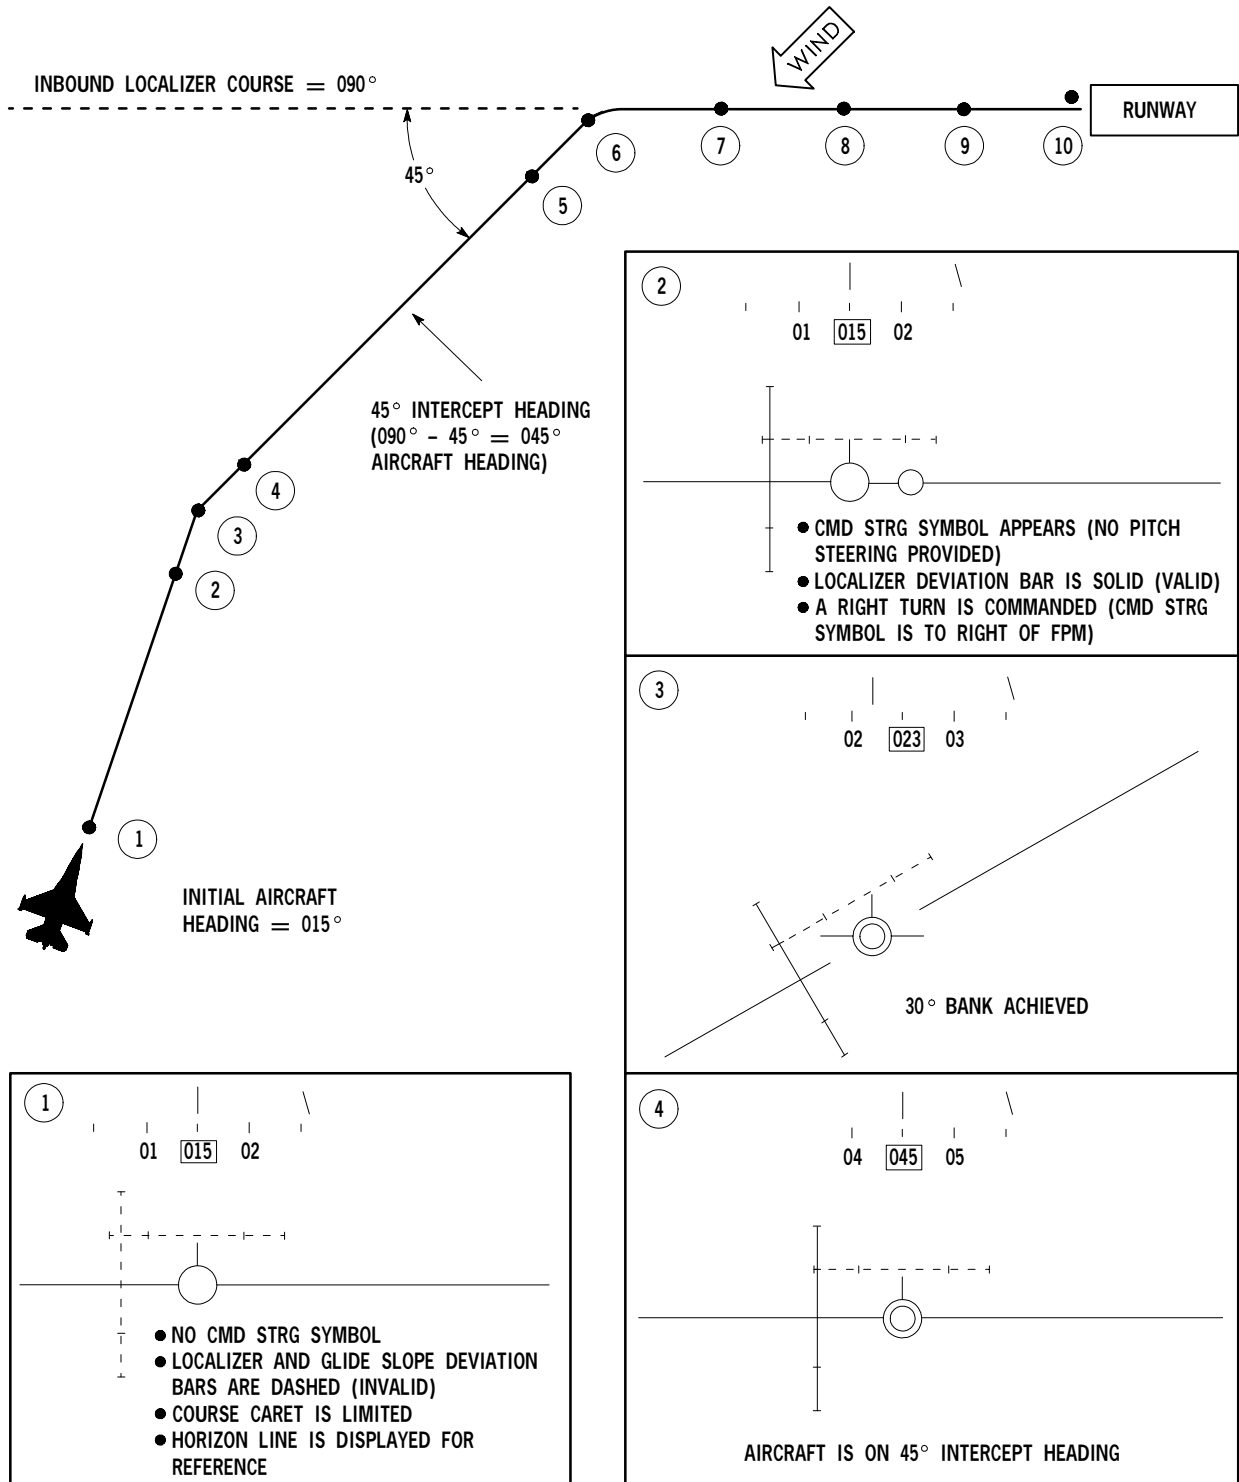 WIND
INBOUND LOCALIZER COURSE = 090°
RUNWAY
6
7
8
9
10
45°
5
45° INTERCEPT HEADING
(090° – 45° = 045°
AIRCRAFT HEADING)
4
3
2
1
INITIAL AIRCRAFT
HEADING = 015°
2
01 015 02
● CMD STRG SYMBOL APPEARS (NO PITCH
STEERING PROVIDED)
● LOCALIZER DEVIATION BAR IS SOLID (VALID)
● A RIGHT TURN IS COMMANDED (CMD STRG
SYMBOL IS TO RIGHT OF FPM)
3
02 023 03
30° BANK ACHIEVED
1
01 015 02
● NO CMD STRG SYMBOL
● LOCALIZER AND GLIDE SLOPE DEVIATION
BARS ARE DASHED (INVALID)
● COURSE CARET IS LIMITED
● HORIZON LINE IS DISPLAYED FOR
REFERENCE
4
04 045 05
AIRCRAFT IS ON 45° INTERCEPT HEADING